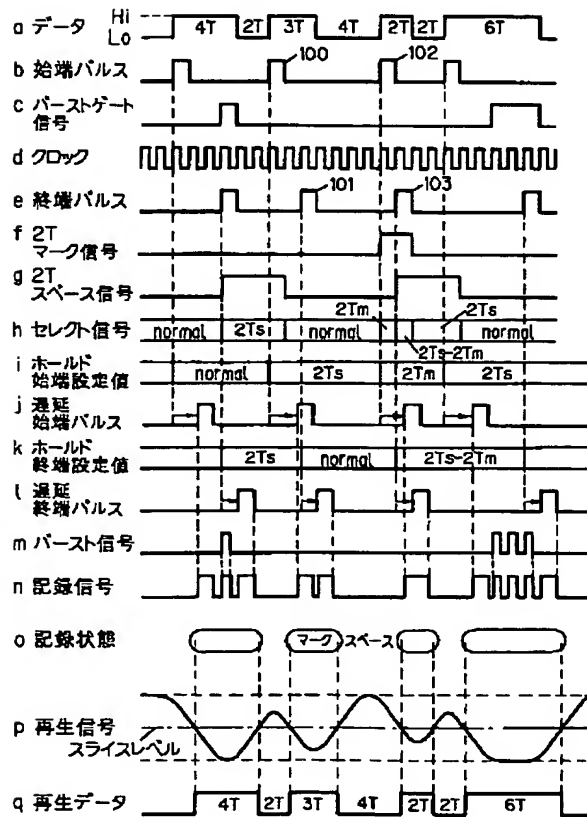 Hi
a データ 4T 2T 3T 4T 2T 2T 6T
Lo
b 始端パルス 100 102
c バーストゲート
信号
d クロック
e 終端パルス 101 103
f 2T
マーク信号
g 2T
スペース信号
2Tm 2Ts
h セレクト信号
normal 2Ts normal normal
2Ts-2Tm
i ホールド
始端設定値 normal 2Ts 2Tm 2Ts
j 遅延
始端パルス
k ホールド
終端設定値 2Ts normal 2Ts-2Tm
l 遅延
終端パルス
m バースト信号
n 記録信号
o 記録状態 マーク スペース
p 再生信号
スライスレベル
q 再生データ 4T 2T 3T 4T 2T 2T 6T